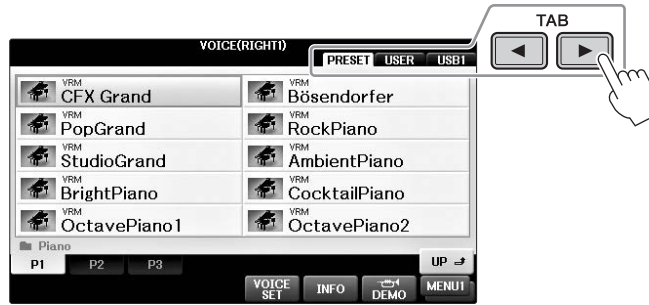 TAB
VOICE(RIGHT1)
PRESET USER USB1
VRM
CFX Grand
VRM
Bösendorfer
VRM
PopGrand
VRM
RockPiano
VRM
StudioGrand
VRM
AmbientPiano
VRM
BrightPiano
VRM
CocktailPiano
VRM
OctavePiano1
VRM
OctavePiano2
Piano
P1 P2 P3 UP
VOICE SET
INFO
DEMO
MENU1